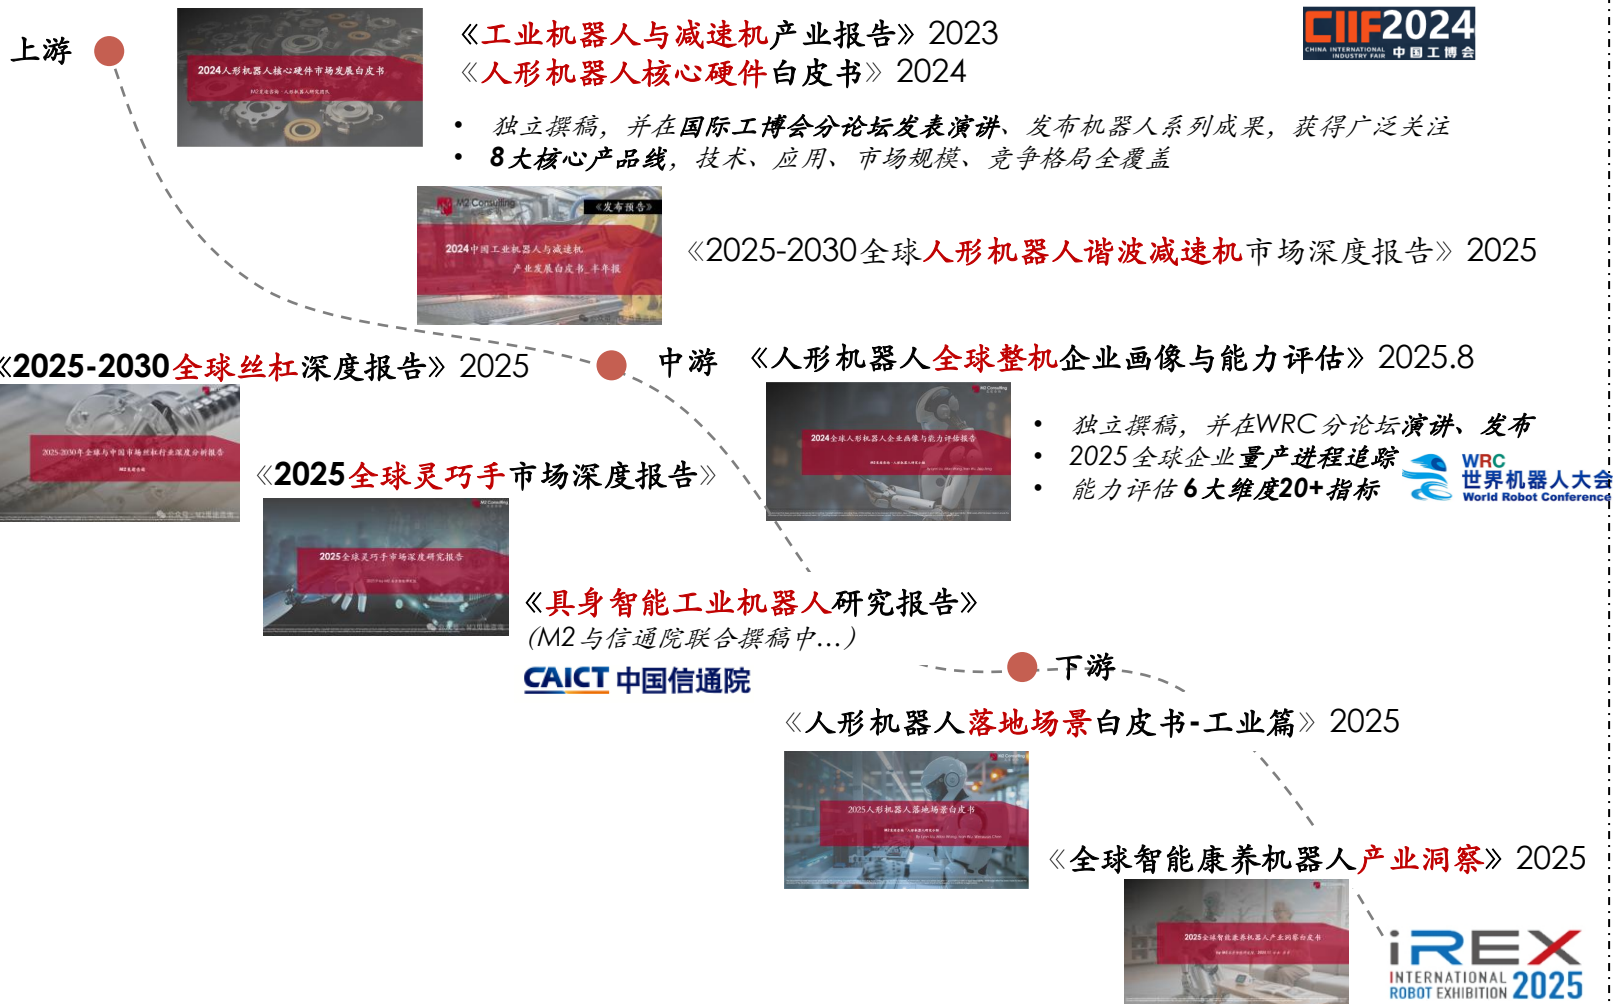 上游
2024人形机器人核心硬件市场发展白皮书
《工业机器人与减速机产业报告》2023
《人形机器人核心硬件白皮书》2024
CIIF2024
CHINA INTERNATIONAL INDUSTRY FAIR 中国工博会
• 独立撰稿，并在国际工博会分论坛发表演讲、发布机器人系列成果，获得广泛关注
• 8大核心产品线，技术、应用、市场规模、竞争格局全覆盖
M2 Consulting
《发布预告》
2024中国工业机器人与减速机
产业发展白皮书_半年报
《2025-2030全球人形机器人谐波减速机市场深度报告》2025
《2025-2030全球丝杠深度报告》2025
中游
《人形机器人全球整机企业画像与能力评估》2025.8
2025-2030年全球与中国市场丝杠行业深度分析报告
M2 Consulting
2024全球人形机器人企业画像与能力评估报告
• 独立撰稿，并在WRC分论坛演讲、发布
• 2025全球企业量产进程追踪
• 能力评估 6大维度20+指标
WRC
世界机器人大会
World Robot Conference
《2025全球灵巧手市场深度报告》
2025全球灵巧手市场深度研究报告
《具身智能工业机器人研究报告》
(M2与信通院联合撰稿中...)
CAICT 中国信通院
下游
《人形机器人落地场景白皮书-工业篇》2025
2025人形机器人落地场景白皮书
《全球智能康养机器人产业洞察》2025
2025全球智能康养机器人产业洞察白皮书
iREX
INTERNATIONAL
ROBOT EXHIBITION 2025